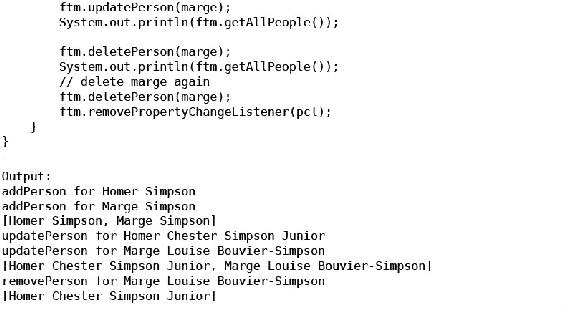 ftm.updatePerson(marge);
System.out.println(ftm.getAllPeople());
ftm.deletePerson(marge);
System.out.println(ftm.getAllPeople());
// delete marge again
ftm.deletePerson(marge);
ftm.removePropertyChangeListener(pcl);
}
}
Output:
addPerson for Homer Simpson
addPerson for Marge Simpson
[Homer Simpson, Marge Simpson]
updatePerson for Homer Chester Simpson Junior
updatePerson for Marge Louise Bouvier-Simpson
[Homer Chester Simpson Junior, Marge Louise Bouvier-Simpson]
removePerson for Marge Louise Bouvier-Simpson
[Homer Chester Simpson Junior]